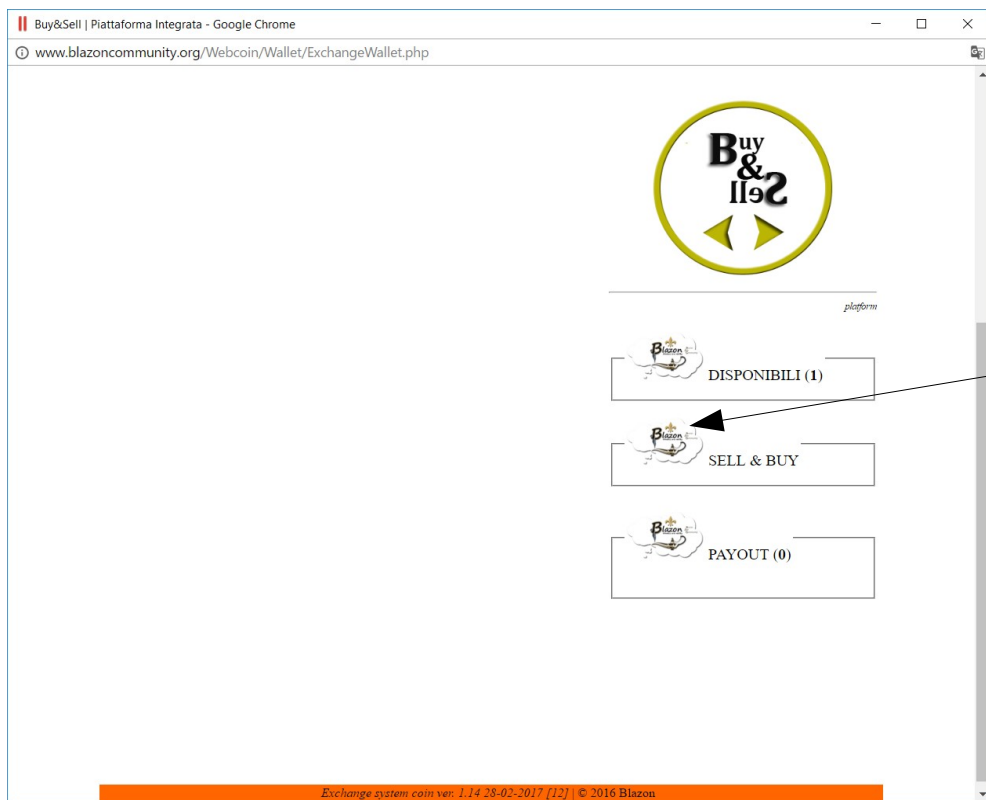 Buy&Sell | Piattaforma Integrata - Google Chrome
www.blazoncommunity.org/Webcoin/Wallet/ExchangeWallet.php
Buy
&
Sell
platform
Blazon
DISPONIBILI (1)
Blazon
SELL & BUY
Blazon
PAYOUT (0)
Exchange system coin ver. 1.14 28-02-2017 [12] | © 2016 Blazon